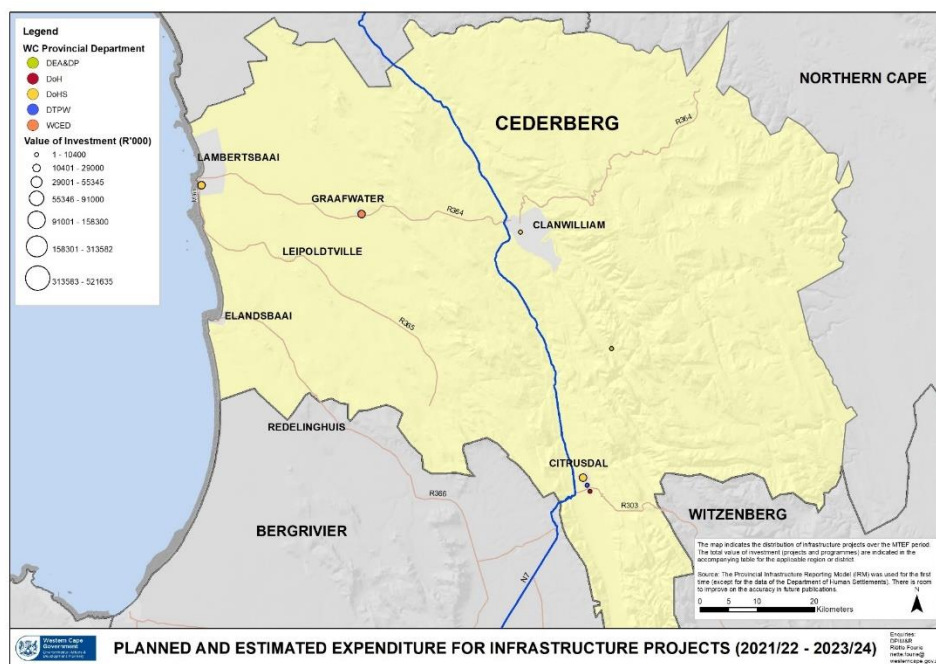 Legend
WC Provincial Department
DEA&DP
DoH
DoHS
DTPW
WCED
Value of Investment (R'000)
1 - 10400
10401 - 29000
29001 - 55345
55346 - 91000
91001 - 158300
158301 - 313582
313583 - 521635
NORTHERN CAPE
CEDERBERG
R364
LAMBERTSBAAI
GRAAFWATER
R364
CLANWILLIAM
LEIPOLDTVILLE
ELANDSBAAI
R365
REDELINGHUIS
CITRUSDAL
R366
R303
WITZENBERG
BERGRIVIER
N7
The map indicates the distribution of infrastructure projects over the MTEF period.
The total value of investment (projects and programmes) are indicated in the
accompanying table for the applicable region or district.
Source: The Provincial Infrastructure Reporting Model (IRM) was used for the first
time (except for the data of the Department of Human Settlements). There is room
to improve on the accuracy in future publications.
N
0 5 10 20
Kilometers
Western Cape
Government
PLANNED AND ESTIMATED EXPENDITURE FOR INFRASTRUCTURE PROJECTS (2021/22 - 2023/24)
Enquiries: